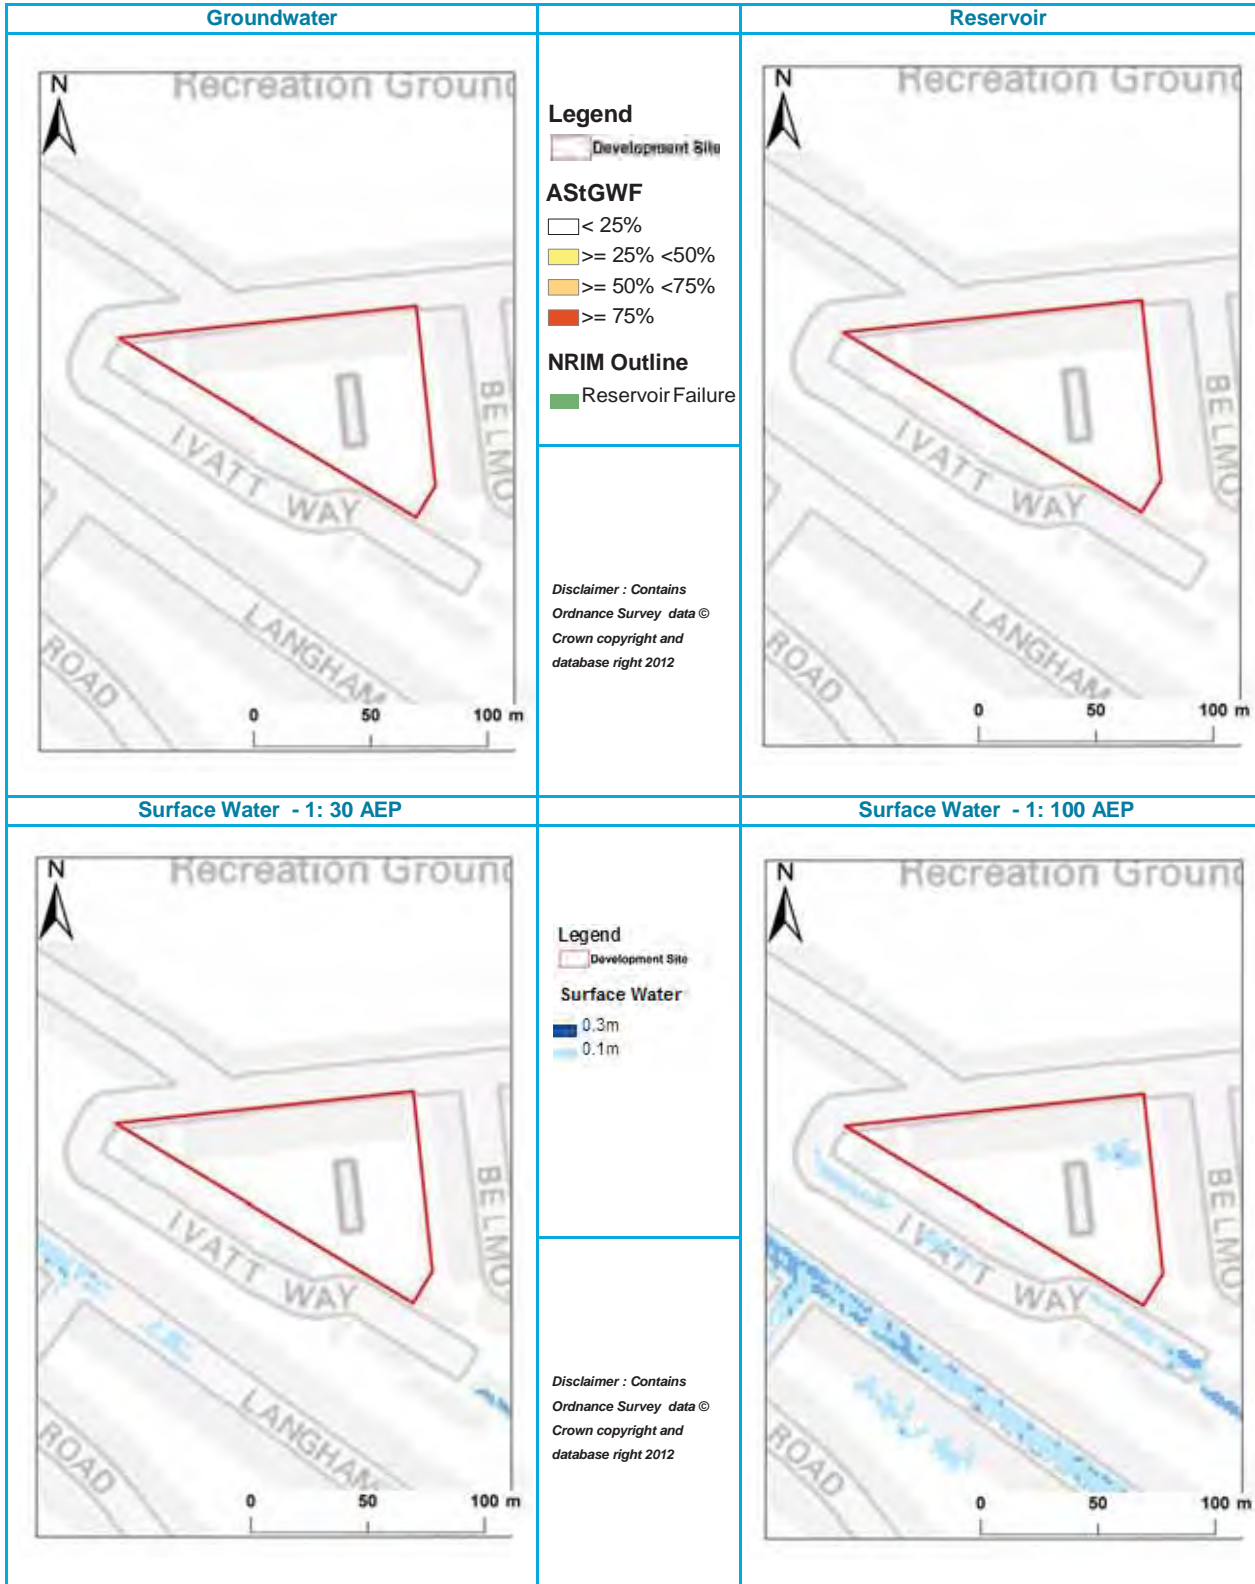 Groundwater
Reservoir
N
Recreation Ground
IVATT WAY
BELMO
LANGHAM
ROAD
0 50 100 m
Legend
Development Site
AStGWF
< 25%
>= 25% <50%
>= 50% <75%
>= 75%
NRIM Outline
Reservoir Failure
Disclaimer : Contains
Ordnance Survey data ©
Crown copyright and
database right 2012
N
Recreation Ground
IVATT WAY
BELMO
LANGHAM
ROAD
0 50 100 m
Surface Water - 1: 30 AEP
Surface Water - 1: 100 AEP
N
Recreation Ground
IVATT WAY
BELMO
LANGHAM
ROAD
0 50 100 m
Legend
Development Site
Surface Water
0.3m
0.1m
Disclaimer : Contains
Ordnance Survey data ©
Crown copyright and
database right 2012
N
Recreation Ground
IVATT WAY
BELMO
ROAD
0 50 100 m